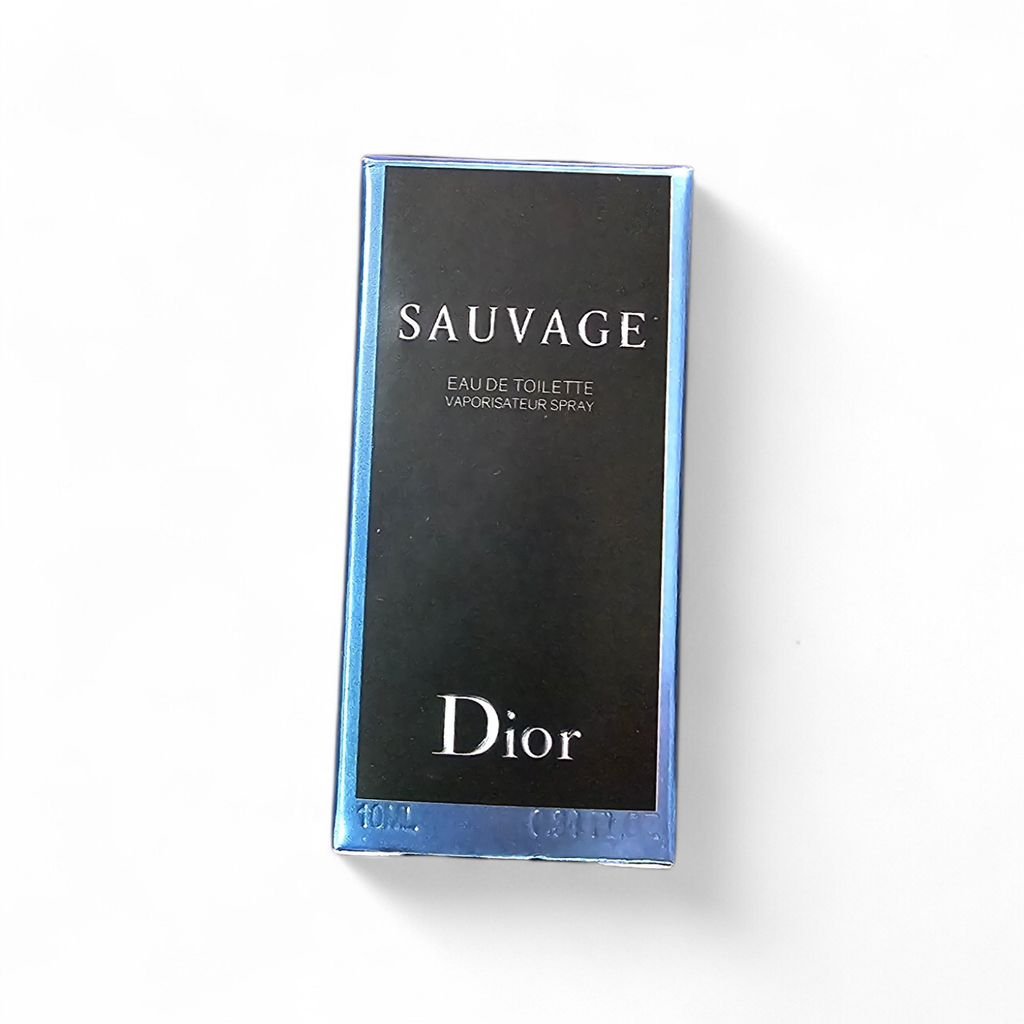 SAUVAGE
EAU DE TOILETTE
VAPORISATEUR SPRAY
Dior
10ML